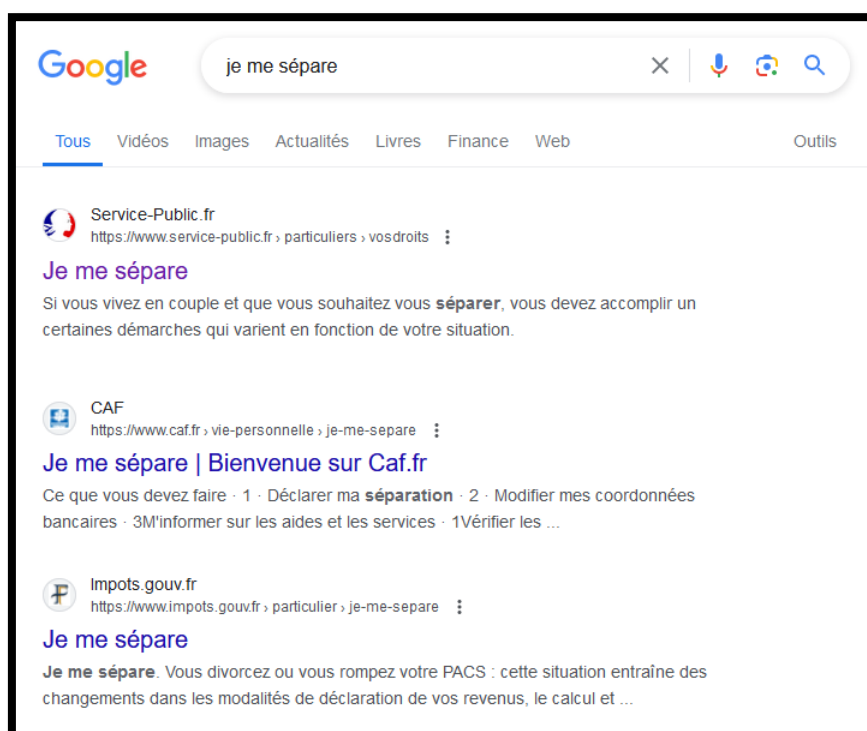 Google
je me sépare
Tous Vidéos Images Actualités Livres Finance Web Outils
Service-Public.fr
https://www.service-public.fr › particuliers › vosdroits
Je me sépare
Si vous vivez en couple et que vous souhaitez vous séparer, vous devez accomplir un
certaines démarches qui varient en fonction de votre situation.
CAF
https://www.caf.fr › vie-personnelle › je-me-separe
Je me sépare | Bienvenue sur Caf.fr
Ce que vous devez faire · 1 · Déclarer ma séparation · 2 · Modifier mes coordonnées
bancaires · 3M'informer sur les aides et les services · 1Vérifier les ...
Impots.gouv.fr
https://www.impots.gouv.fr › particulier › je-me-separe
Je me sépare
Je me sépare. Vous divorcez ou vous rompez votre PACS : cette situation entraîne des
changements dans les modalités de déclaration de vos revenus, le calcul et ...